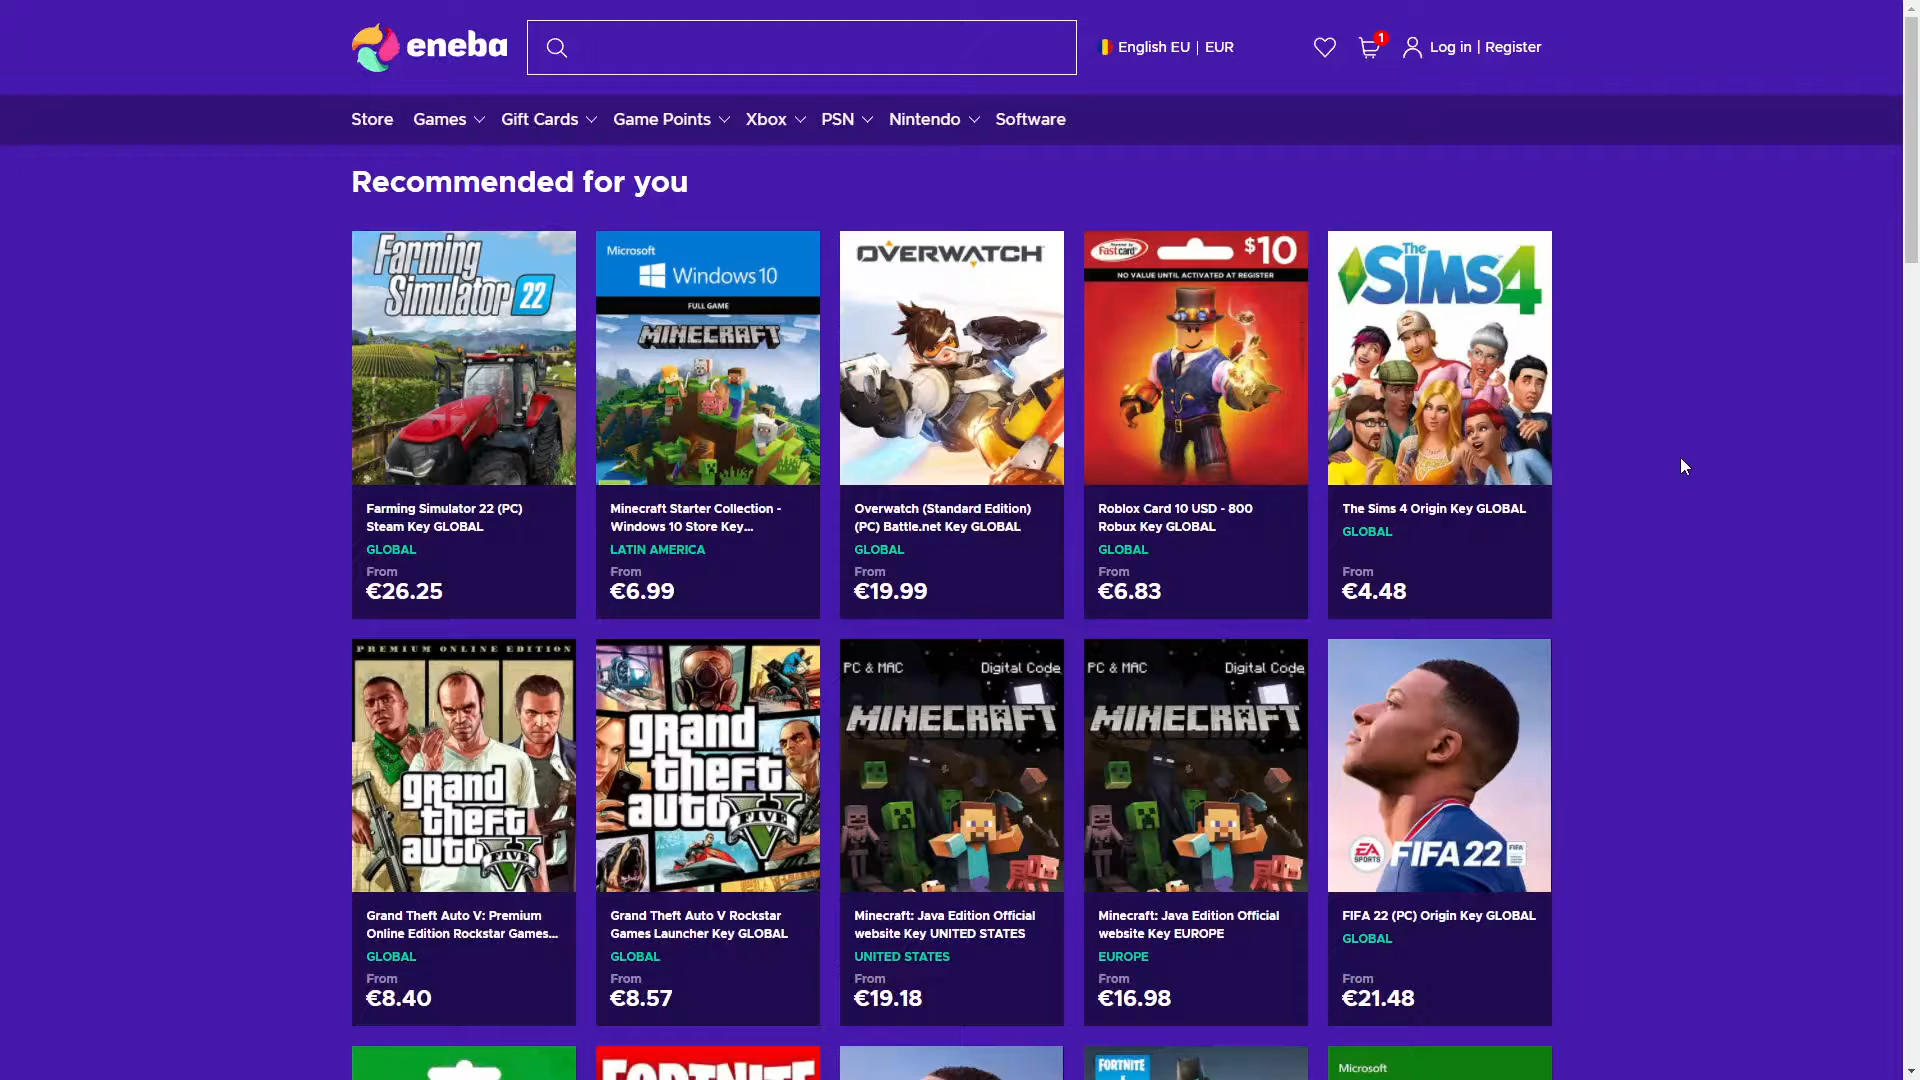 eneba
English EU | EUR
1
Log in | Register
Store Games Gift Cards Game Points Xbox PSN Nintendo Software
Recommended for you
Farming
Simulator 22
Farming Simulator 22 (PC)
Steam Key GLOBAL
GLOBAL
From
€26.25
Microsoft
Windows 10
FULL GAME
MINECRAFT
Minecraft Starter Collection -
Windows 10 Store Key...
LATIN AMERICA
From
€6.99
OVERWATCH
Overwatch (Standard Edition)
(PC) Battle.net Key GLOBAL
GLOBAL
From
€19.99
Fastcard
$10
NO VALUE UNTIL ACTIVATED AT REGISTER
Roblox Card 10 USD - 800
Robux Key GLOBAL
GLOBAL
From
€6.83
The
SIMS 4
The Sims 4 Origin Key GLOBAL
GLOBAL
From
€4.48
PREMIUM ONLINE EDITION
grand
theft
auto
FIVE
V
Grand Theft Auto V: Premium
Online Edition Rockstar Games...
GLOBAL
From
€8.40
grand
theft
auto
FIVE
V
Grand Theft Auto V Rockstar
Games Launcher Key GLOBAL
GLOBAL
From
€8.57
PC & MAC Digital Code
MINECRAFT
Minecraft: Java Edition Official
website Key UNITED STATES
UNITED STATES
From
€19.18
PC & MAC Digital Code
MINECRAFT
Minecraft: Java Edition Official
website Key EUROPE
EUROPE
From
€16.98
EA
SPORTS
FIFA 22
FIFA
FIFA 22 (PC) Origin Key GLOBAL
GLOBAL
From
€21.48
FORTNITE
FORTNITE
Microsoft